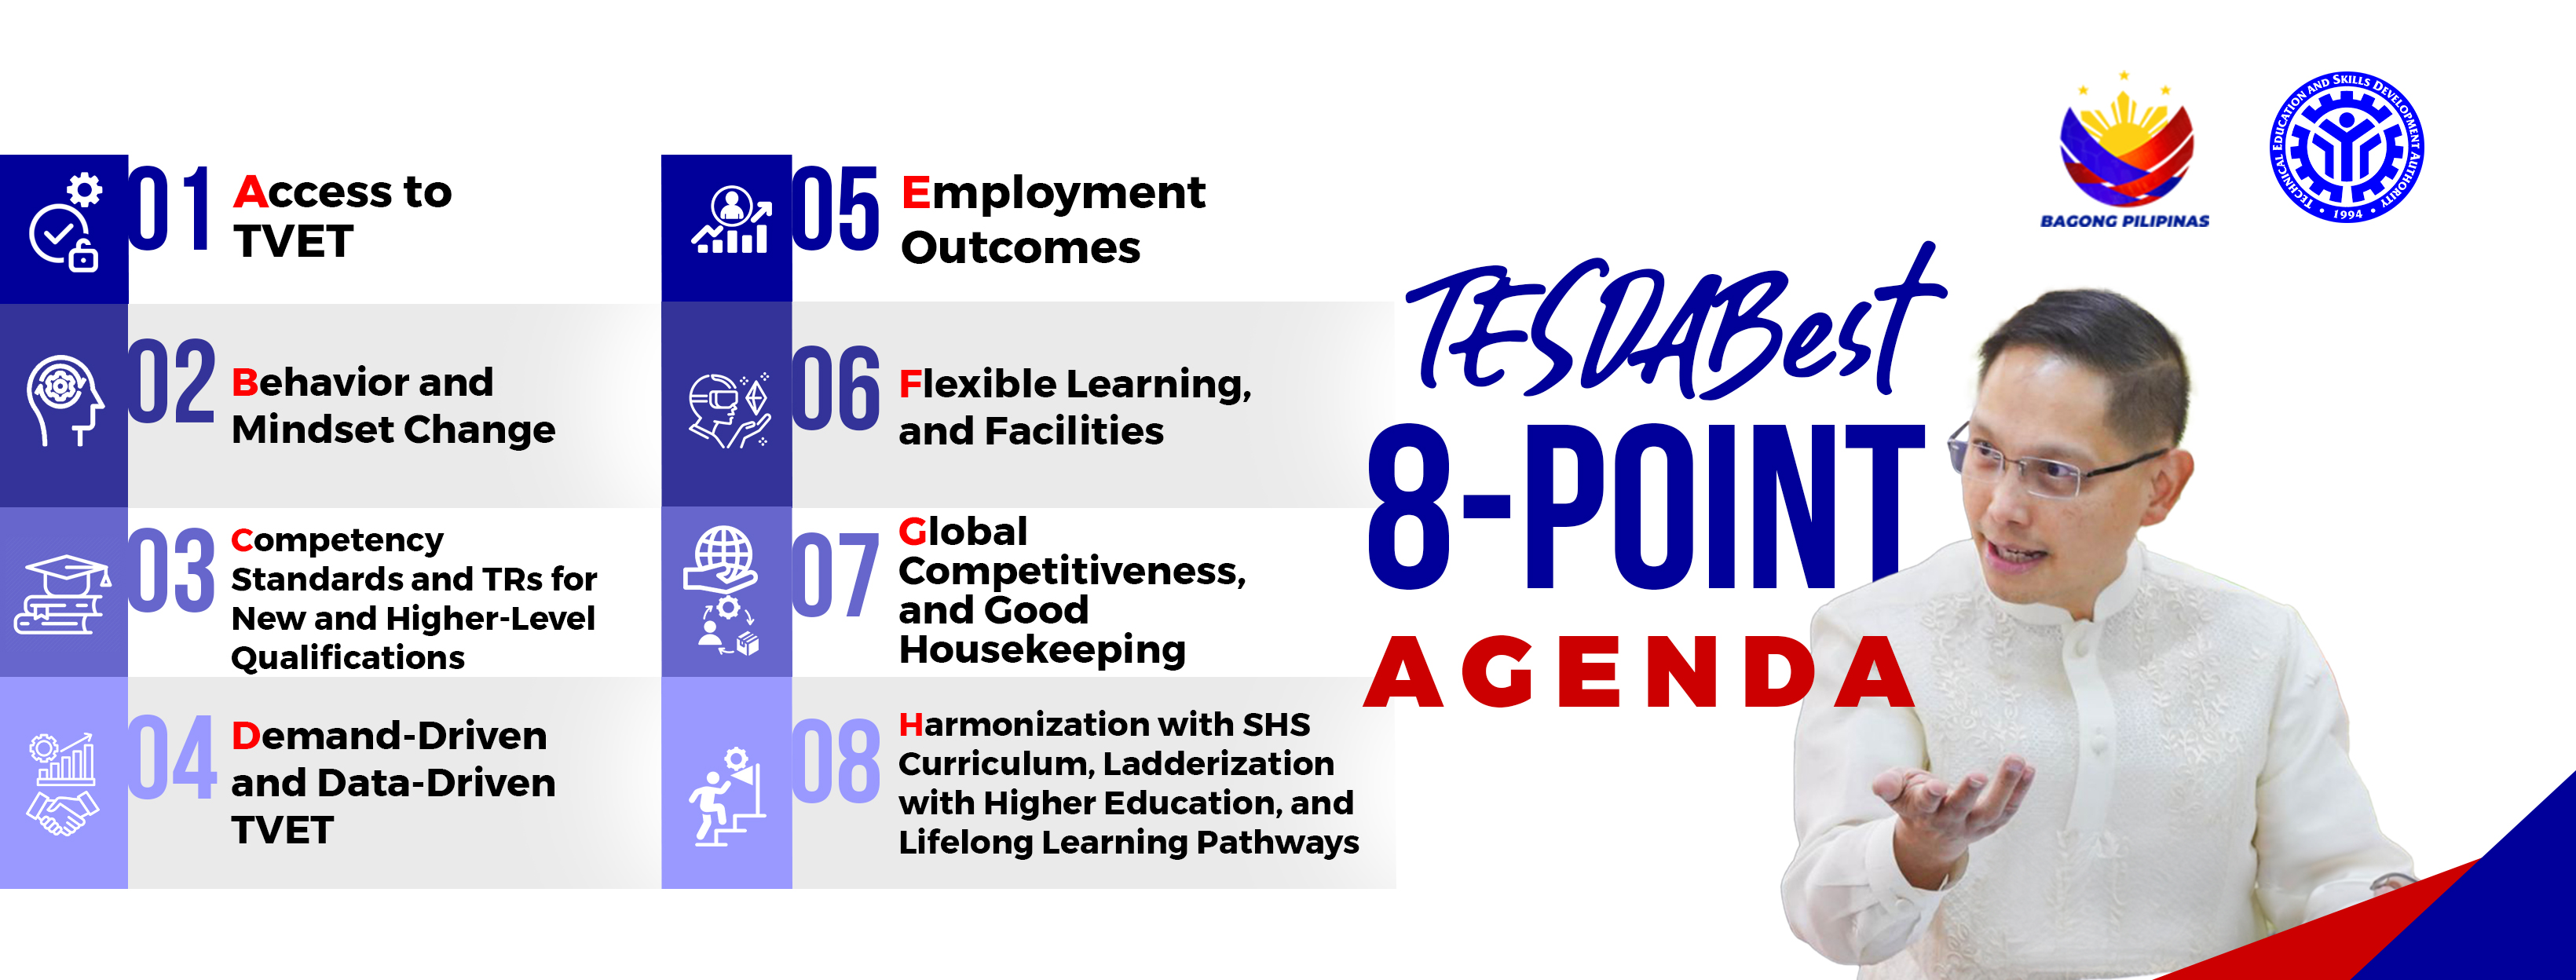 01
Access to
TVET
02
Behavior and
Mindset Change
03
Competency
Standards and TRs for
New and Higher-Level
Qualifications
04
Demand-Driven
and Data-Driven
TVET
05
Employment
Outcomes
06
Flexible Learning,
and Facilities
07
Global
Competitiveness,
and Good
Housekeeping
08
Harmonization with SHS
Curriculum, Ladderization
with Higher Education, and
Lifelong Learning Pathways
BAGONG PILIPINAS
TECHNICAL EDUCATION AND SKILLS DEVELOPMENT AUTHORITY
• 1994 •
TESDABest
8-POINT
AGENDA